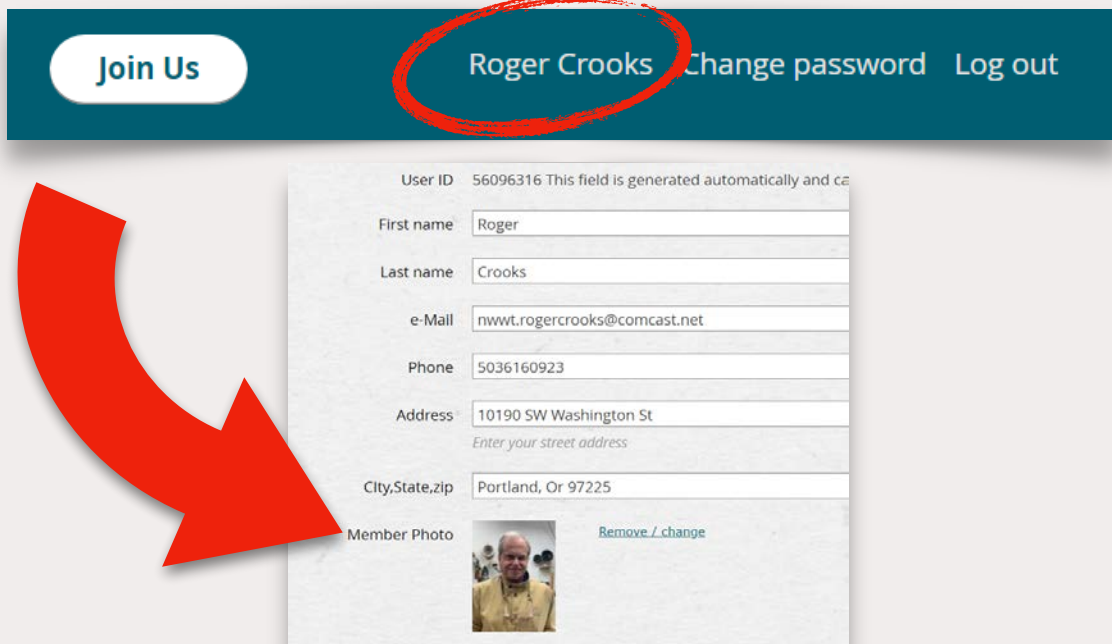 Join Us Roger Crooks Change password Log out
User ID 56096316 This field is generated automatically and ca
First name Roger
Last name Crooks
e-Mail nwwt.rogercrooks@comcast.net
Phone 5036160923
Address 10190 SW Washington St
Enter your street address
CIty,State,zip Portland, Or 97225
Member Photo Remove / change